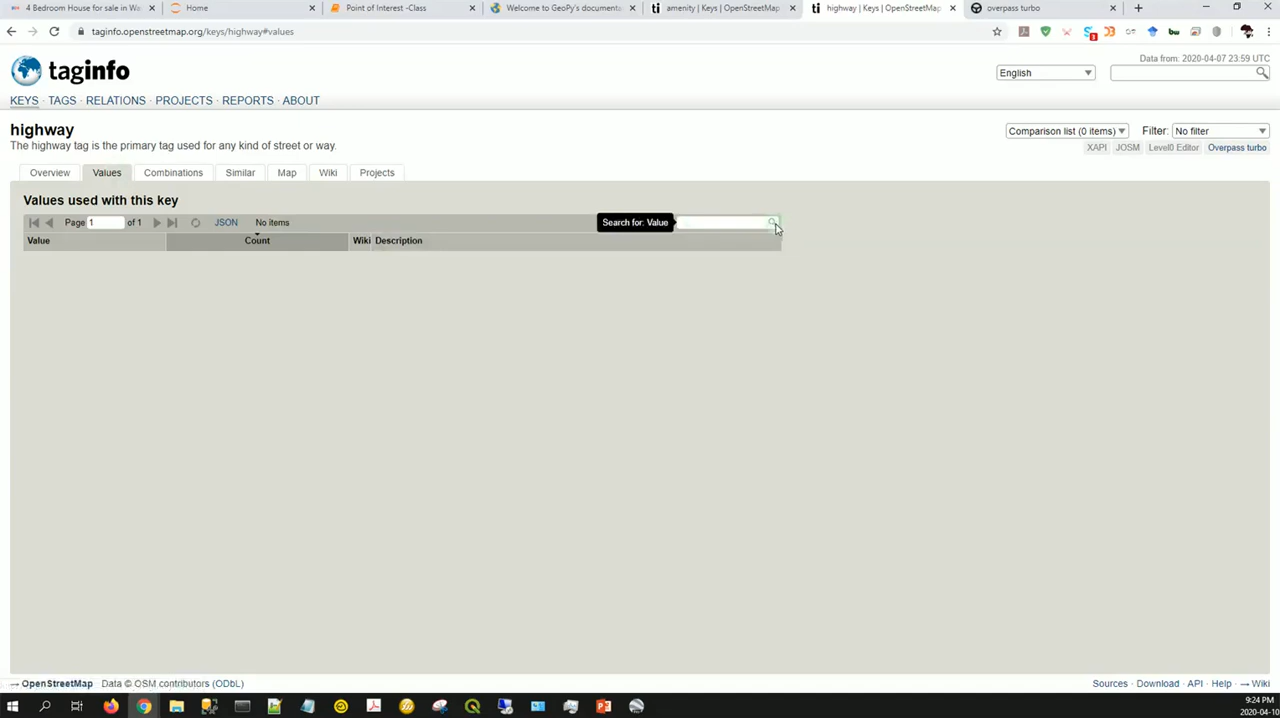 4 Bedroom House for sale in Wa
Home
Point of Interest -Class
Welcome to GeoPy's documenta
amenity | Keys | OpenStreetMap
highway | Keys | OpenStreetMap
overpass turbo
taginfo.openstreetmap.org/keys/highway#values
taginfo
Data from: 2020-04-07 23:59 UTC
English
KEYS · TAGS · RELATIONS · PROJECTS · REPORTS · ABOUT
highway
Comparison list (0 items)
Filter: No filter
The highway tag is the primary tag used for any kind of street or way.
XAPI JOSM Level0 Editor Overpass turbo
Overview Values Combinations Similar Map Wiki Projects
Values used with this key
Page 1 of 1 JSON No items Search for: Value
Value Count Wiki Description
→ OpenStreetMap Data © OSM contributors (ODbL)
Sources · Download · API · Help · → Wiki
9:24 PM
2020-04-10